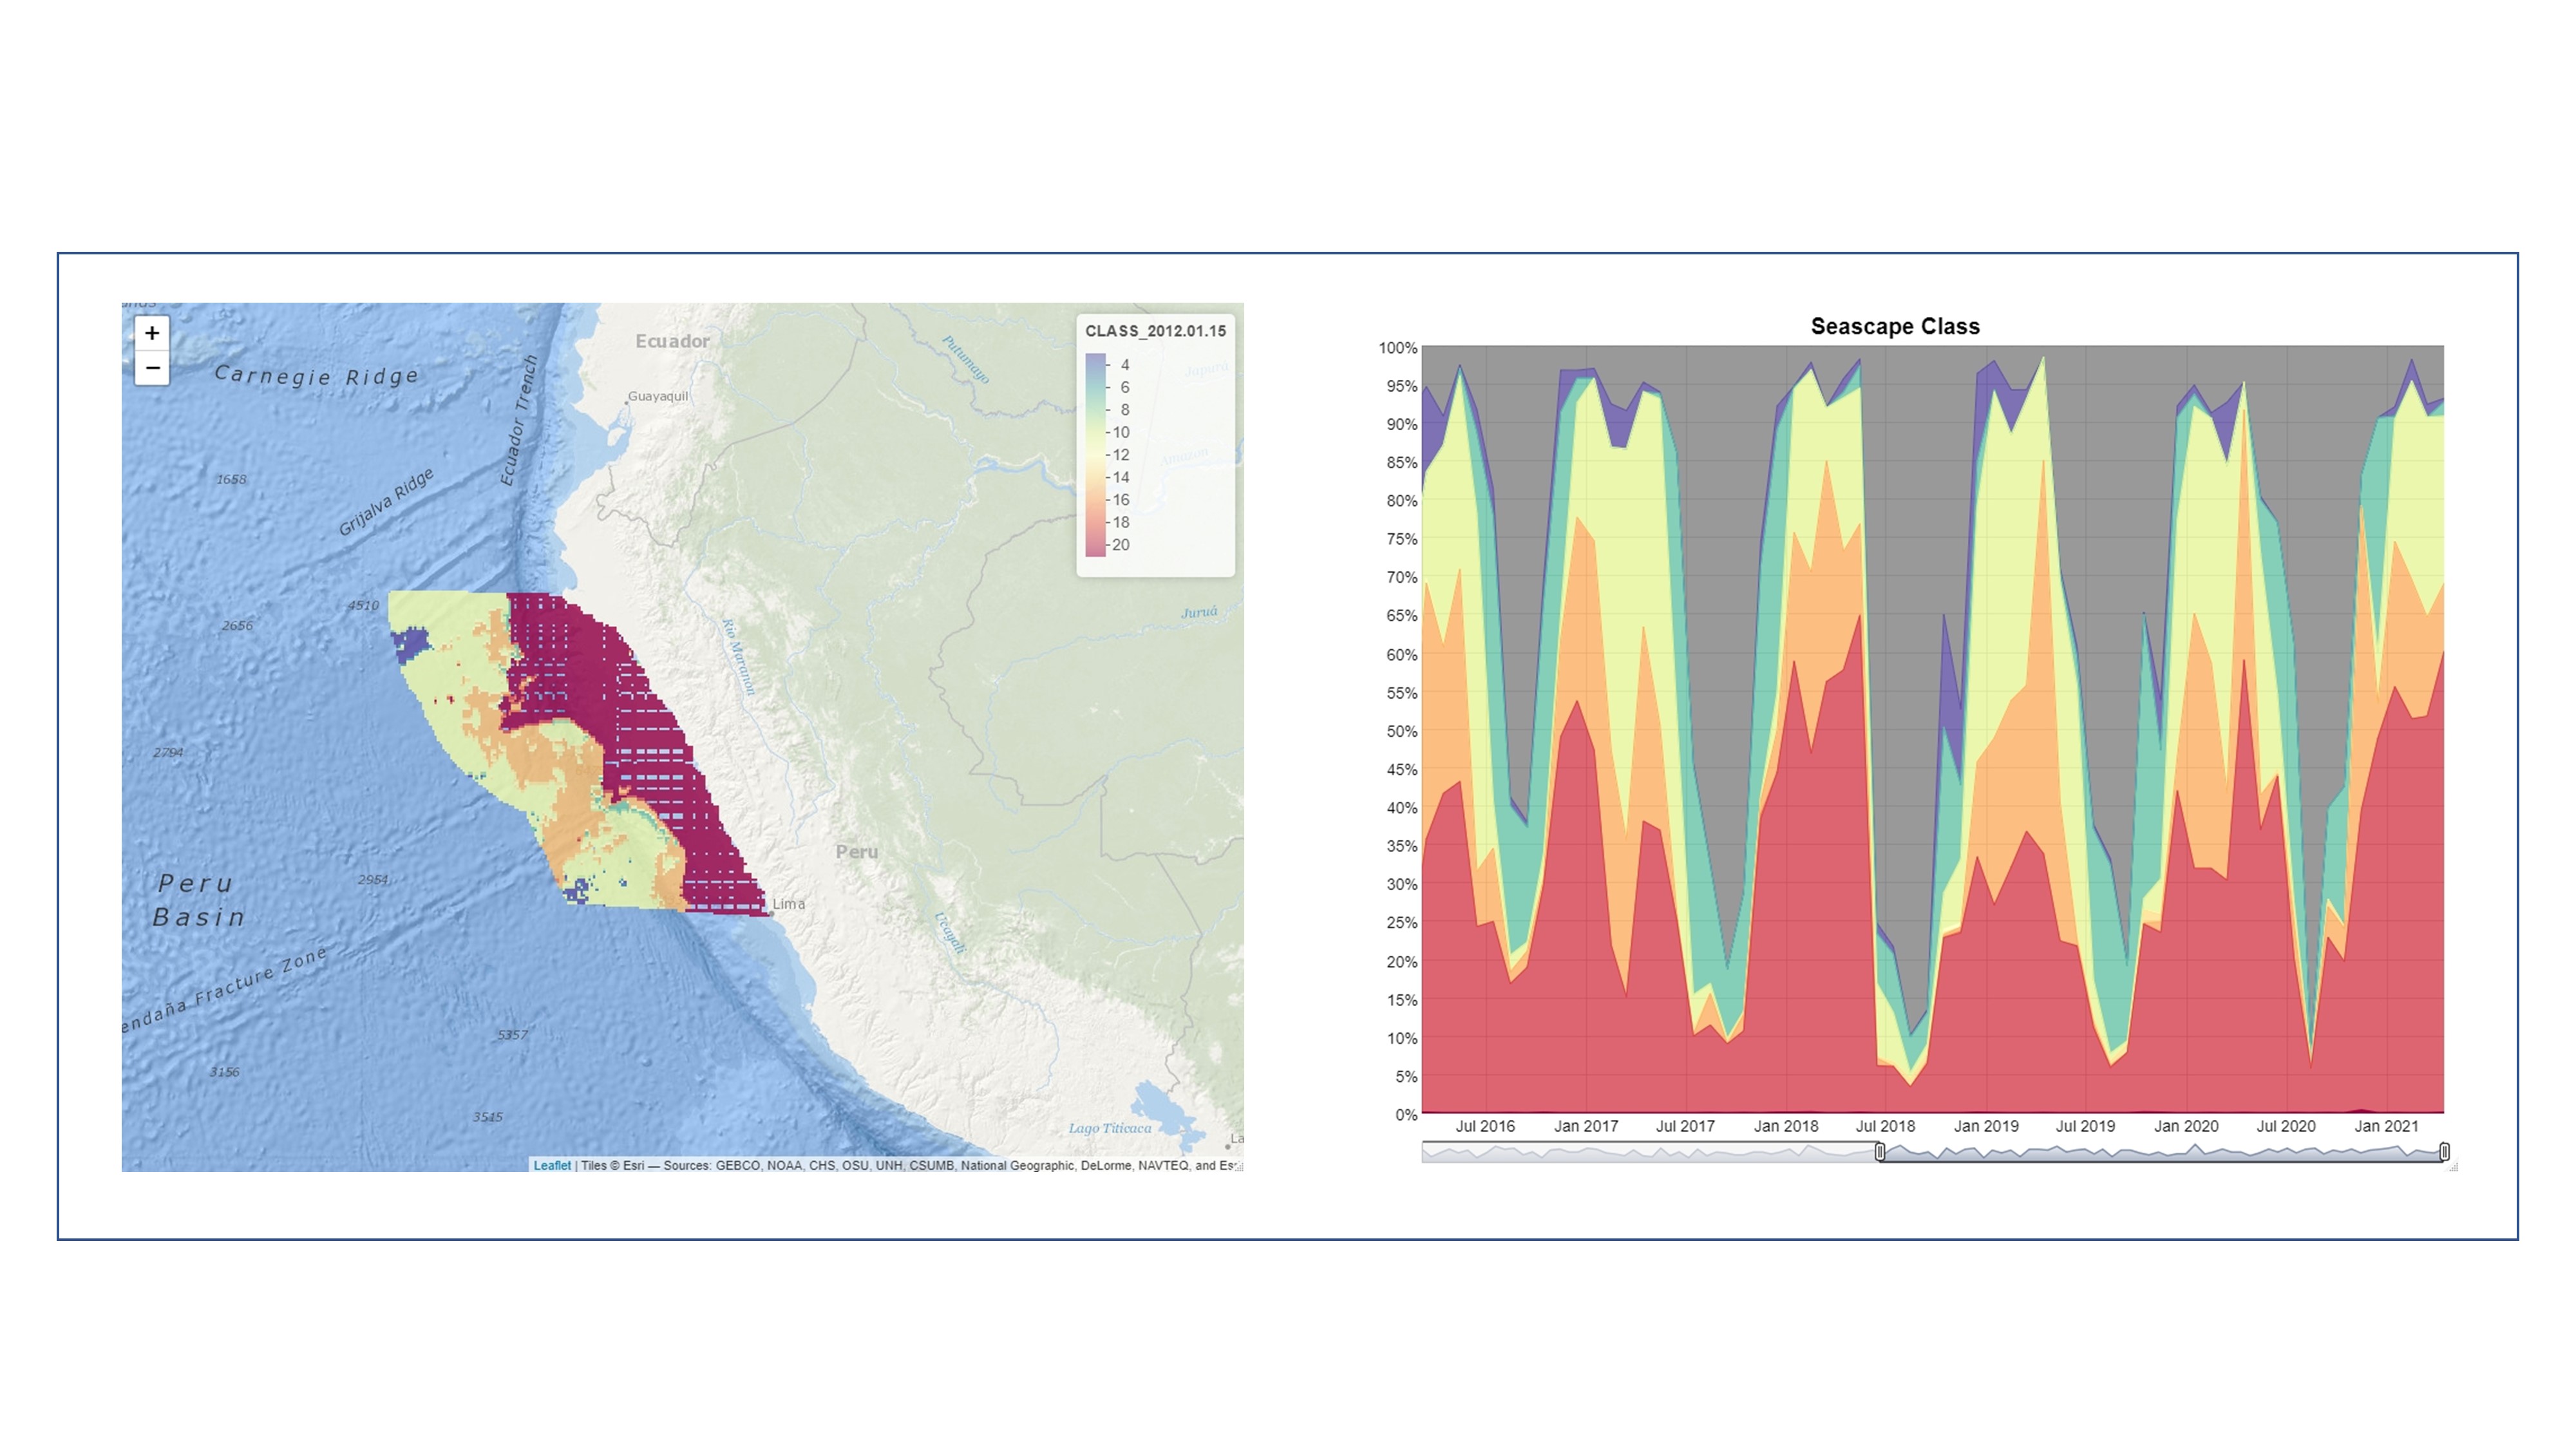 +
−
Carnegie Ridge
Ecuador Trench
Ecuador
Guayaquil
Putumayo
Japurá
Amazon
CLASS_2012.01.15
4
6
8
10
12
14
16
18
20
1658
Grijalva Ridge
4510
2656
Río Maranón
Juruá
2794
Peru
Basin
2954
Peru
Lima
Ucayali
endaña Fracture Zone
5357
3156
3515
Lago Titicaca
La
Leaflet | Tiles © Esri — Sources: GEBCO, NOAA, CHS, OSU, UNH, CSUMB, National Geographic, DeLorme, NAVTEQ, and Es
Seascape Class
100%
95%
90%
85%
80%
75%
70%
65%
60%
55%
50%
45%
40%
35%
30%
25%
20%
15%
10%
5%
0%
Jul 2016
Jan 2017
Jul 2017
Jan 2018
Jul 2018
Jan 2019
Jul 2019
Jan 2020
Jul 2020
Jan 2021